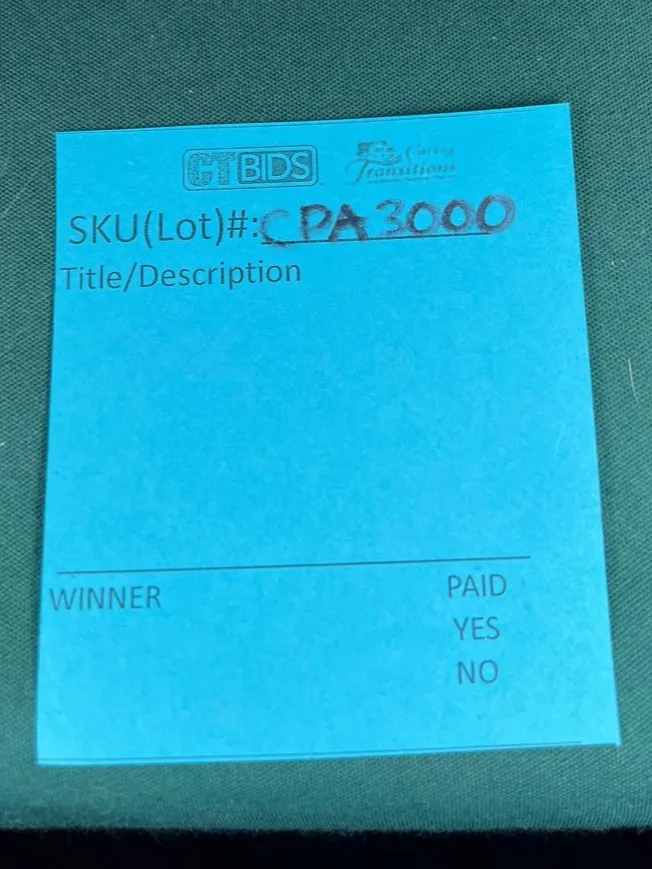 CTBIDS
Caring
Transitions
SKU(Lot)#: CPA3000
Title/Description
WINNER PAID
YES
NO